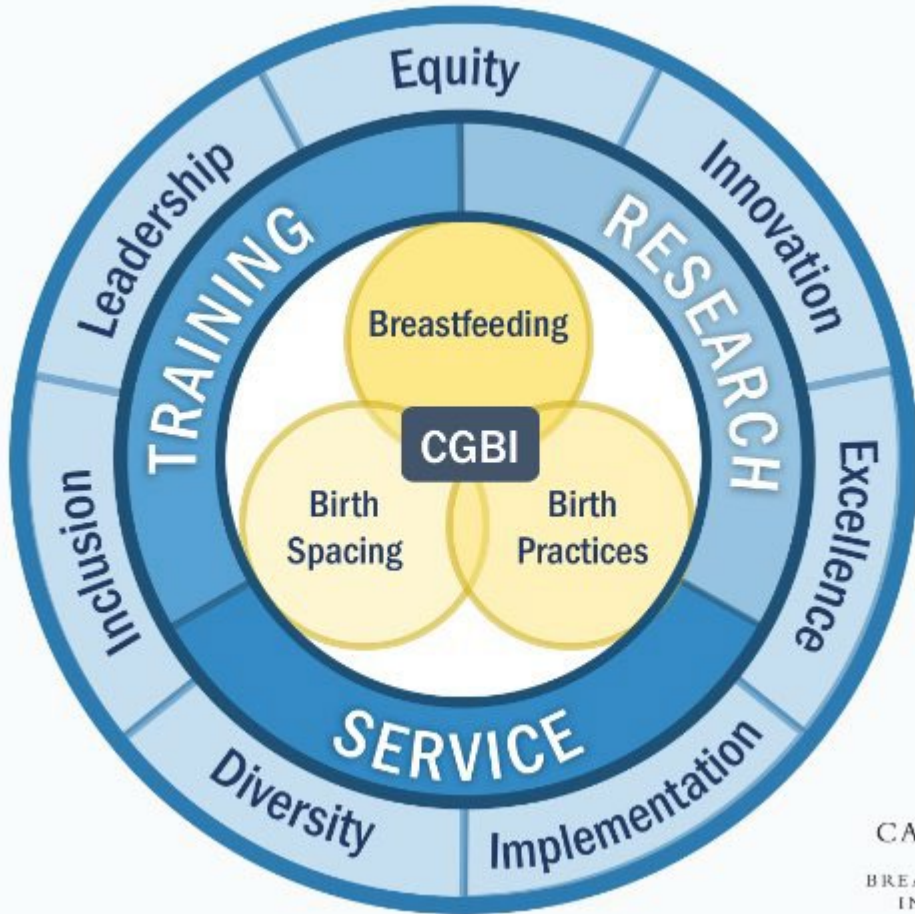 Equity
Innovation
Excellence
Implementation
Diversity
Inclusion
Leadership
TRAINING
RESEARCH
SERVICE
Breastfeeding
CGBI
Birth
Spacing
Birth
Practices